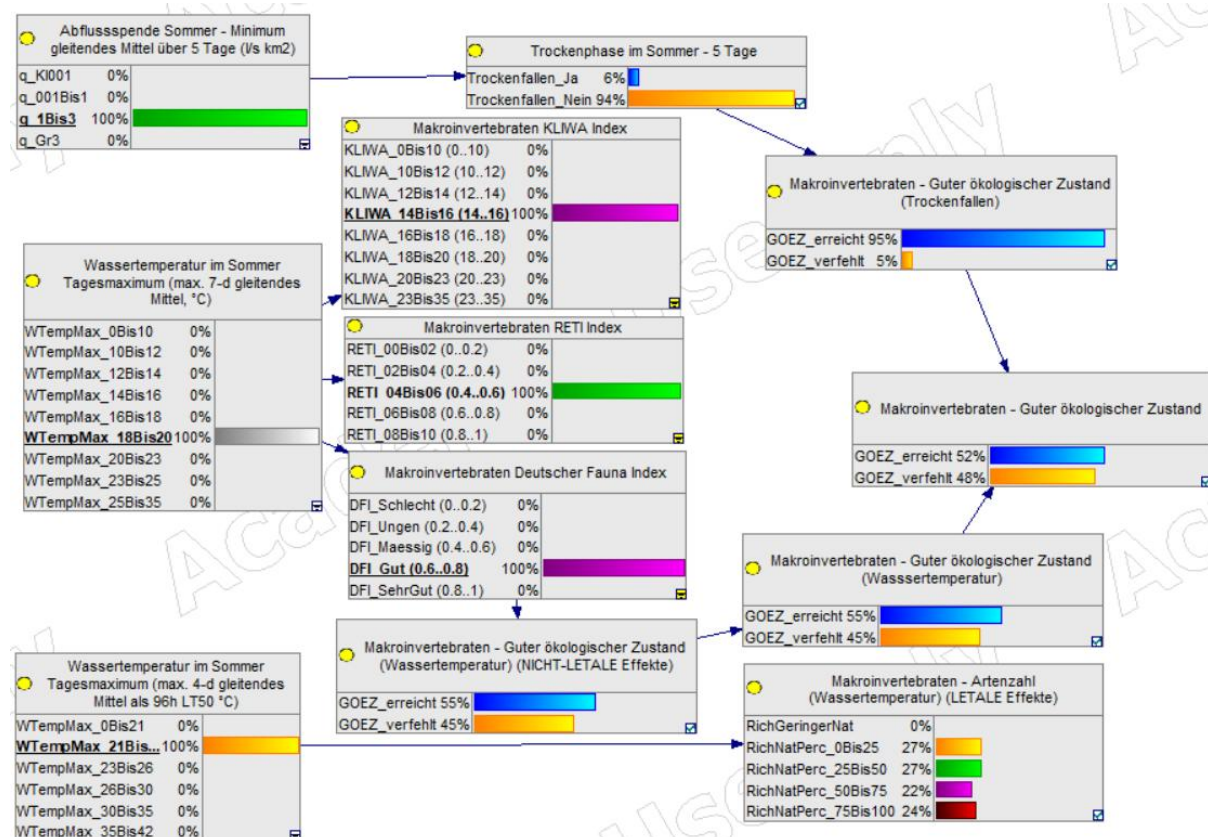 Abflussspende Sommer - Minimum
gleitendes Mittel über 5 Tage (l/s km2)
q_Kl001 0%
q_001Bis1 0%
q_1Bis3 100%
q_Gr3 0%
Trockenphase im Sommer - 5 Tage
Trockenfallen_Ja 6%
Trockenfallen_Nein 94%
Makroinvertebraten KLIWA Index
KLIWA_0Bis10 (0..10) 0%
KLIWA_10Bis12 (10..12) 0%
KLIWA_12Bis14 (12..14) 0%
KLIWA_14Bis16 (14..16) 100%
KLIWA_16Bis18 (16..18) 0%
KLIWA_18Bis20 (18..20) 0%
KLIWA_20Bis23 (20..23) 0%
KLIWA_23Bis35 (23..35) 0%
Makroinvertebraten - Guter ökologischer Zustand
(Trockenfallen)
GOEZ_erreicht 95%
GOEZ_verfehlt 5%
Wassertemperatur im Sommer
Tagesmaximum (max. 7-d gleitendes
Mittel, °C)
WTempMax_0Bis10 0%
WTempMax_10Bis12 0%
WTempMax_12Bis14 0%
WTempMax_14Bis16 0%
WTempMax_16Bis18 0%
WTempMax_18Bis20 100%
WTempMax_20Bis23 0%
WTempMax_23Bis25 0%
WTempMax_25Bis35 0%
Makroinvertebraten RETI Index
RETI_00Bis02 (0..0.2) 0%
RETI_02Bis04 (0.2..0.4) 0%
RETI_04Bis06 (0.4..0.6) 100%
RETI_06Bis08 (0.6..0.8) 0%
RETI_08Bis10 (0.8..1) 0%
Makroinvertebraten - Guter ökologischer Zustand
GOEZ_erreicht 52%
GOEZ_verfehlt 48%
Makroinvertebraten Deutscher Fauna Index
DFI_Schlecht (0..0.2) 0%
DFI_Ungen (0.2..0.4) 0%
DFI_Maessig (0.4..0.6) 0%
DFI_Gut (0.6..0.8) 100%
DFI_SehrGut (0.8..1) 0%
Makroinvertebraten - Guter ökologischer Zustand
(Wasssertemperatur)
GOEZ_erreicht 55%
GOEZ_verfehlt 45%
Makroinvertebraten - Guter ökologischer Zustand
(Wassertemperatur) (NICHT-LETALE Effekte)
GOEZ_erreicht 55%
GOEZ_verfehlt 45%
Wassertemperatur im Sommer
Tagesmaximum (max. 4-d gleitendes
Mittel als 96h LT50 °C)
WTempMax_0Bis21 0%
WTempMax_21Bis... 100%
WTempMax_23Bis26 0%
WTempMax_26Bis30 0%
WTempMax_30Bis35 0%
WTempMax_35Bis42 0%
Makroinvertebraten - Artenzahl
(Wassertemperatur) (LETALE Effekte)
RichGeringerNat 0%
RichNatPerc_0Bis25 27%
RichNatPerc_25Bis50 27%
RichNatPerc_50Bis75 22%
RichNatPerc_75Bis100 24%